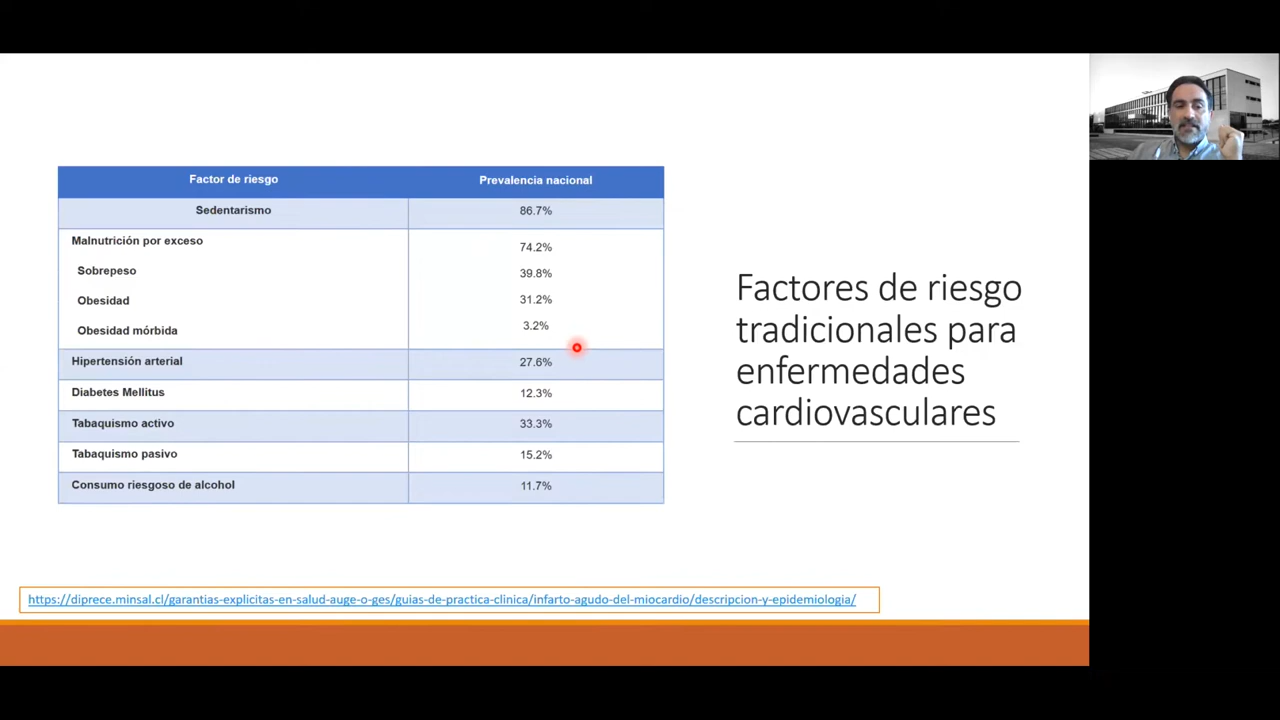 Factor de riesgo Prevalencia nacional
Sedentarismo 86.7%
Malnutrición por exceso 74.2%
Sobrepeso 39.8%
Obesidad 31.2%
Obesidad mórbida 3.2%
Hipertensión arterial 27.6%
Diabetes Mellitus 12.3%
Tabaquismo activo 33.3%
Tabaquismo pasivo 15.2%
Consumo riesgoso de alcohol 11.7%
Factores de riesgo
tradicionales para
enfermedades
cardiovasculares
https://diprece.minsal.cl/garantias-explicitas-en-salud-auge-o-ges/guias-de-practica-clinica/infarto-agudo-del-miocardio/descripcion-y-epidemiologia/